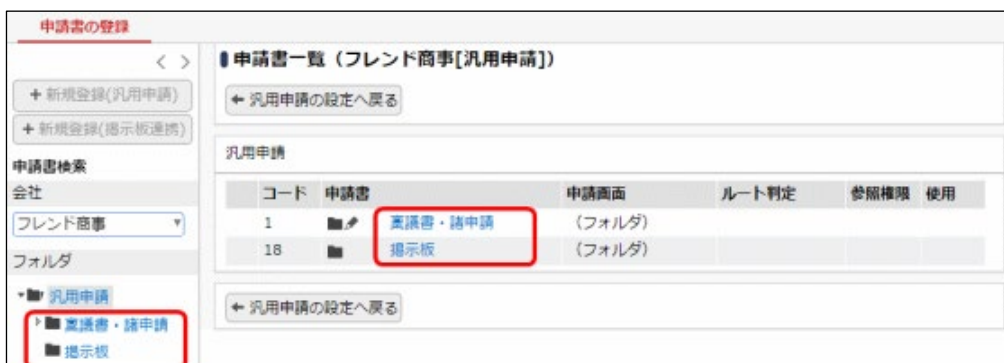 申請書の登録
< >
+ 新規登録(汎用申請)
+ 新規登録(掲示板連携)
申請書検索
会社
フレンド商事
フォルダ
汎用申請
稟議書・諸申請
掲示板
申請書一覧（フレンド商事[汎用申請]）
← 汎用申請の設定へ戻る
汎用申請
コード 申請書 申請画面 ルート判定 参照権限 使用
1 稟議書・諸申請 （フォルダ）
18 掲示板 （フォルダ）
← 汎用申請の設定へ戻る